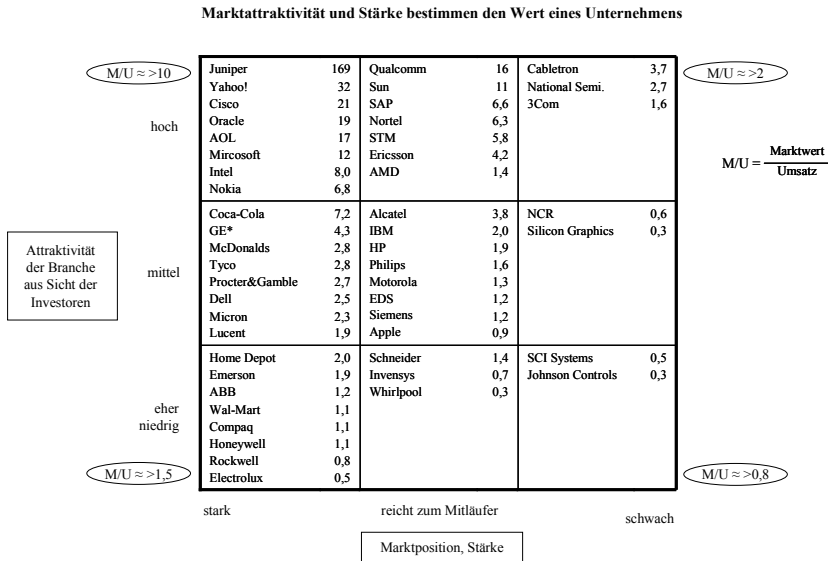 Marktattraktivität und Stärke bestimmen den Wert eines Unternehmens
M/U ≈ >10
Juniper 169 Qualcomm 16 Cabletron 3,7
M/U ≈ >2
Yahoo! 32 Sun 11 National Semi. 2,7
Cisco 21 SAP 6,6 3Com 1,6
hoch
Oracle 19 Nortel 6,3
AOL 17 STM 5,8
Mircosoft 12 Ericsson 4,2
Intel 8,0 AMD 1,4
Nokia 6,8
M/U = Marktwert
Umsatz
Coca-Cola 7,2 Alcatel 3,8 NCR 0,6
GE* 4,3 IBM 2,0 Silicon Graphics 0,3
McDonalds 2,8 HP 1,9
Tyco 2,8 Philips 1,6
Procter&Gamble 2,7 Motorola 1,3
Dell 2,5 EDS 1,2
Micron 2,3 Siemens 1,2
Lucent 1,9 Apple 0,9
Attraktivität
der Branche
aus Sicht der
Investoren
mittel
Home Depot 2,0 Schneider 1,4 SCI Systems 0,5
Emerson 1,9 Invensys 0,7 Johnson Controls 0,3
ABB 1,2 Whirlpool 0,3
Wal-Mart 1,1
Compaq 1,1
Honeywell 1,1
Rockwell 0,8
Electrolux 0,5
eher
niedrig
M/U ≈ >1,5
M/U ≈ >0,8
stark reicht zum Mitläufer schwach
Marktposition, Stärke